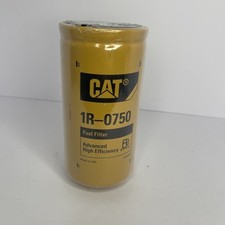 CAT
1R-0750
Fuel Filter
Advanced
High Efficiency